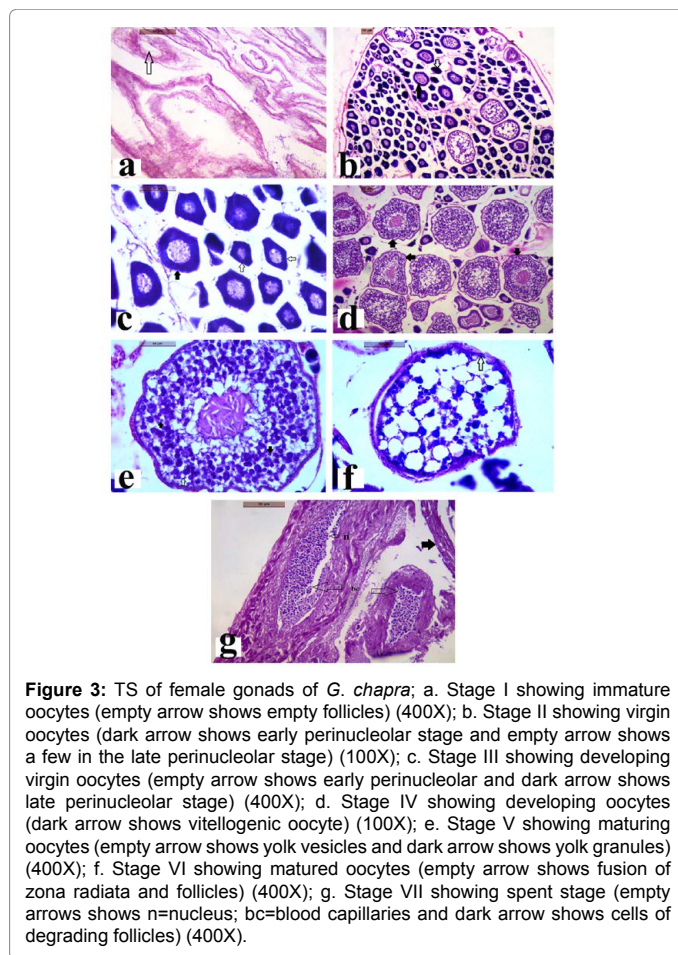 a
b
c
d
e
f
n
bc
g
Figure 3: TS of female gonads of G. chapra; a. Stage I showing immature
oocytes (empty arrow shows empty follicles) (400X); b. Stage II showing virgin
oocytes (dark arrow shows early perinucleolar stage and empty arrow shows
a few in the late perinucleolar stage) (100X); c. Stage III showing developing
virgin oocytes (empty arrow shows early perinucleolar and dark arrow shows
late perinucleolar stage) (400X); d. Stage IV showing developing oocytes
(dark arrow shows vitellogenic oocyte) (100X); e. Stage V showing maturing
oocytes (empty arrow shows yolk vesicles and dark arrow shows yolk granules)
(400X); f. Stage VI showing matured oocytes (empty arrow shows fusion of
zona radiata and follicles) (400X); g. Stage VII showing spent stage (empty
arrows shows n=nucleus; bc=blood capillaries and dark arrow shows cells of
degrading follicles) (400X).